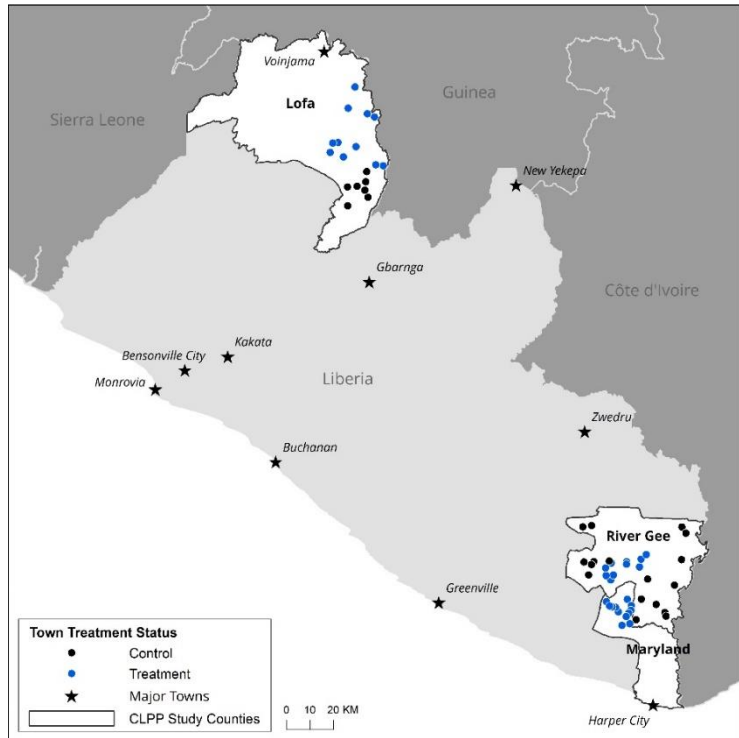 Voinjama
Lofa
Guinea
Sierra Leone
New Yekepa
Gbarnga
Côte d'Ivoire
Kakata
Bensonville City
Liberia
Monrovia
Zwedru
Buchanan
River Gee
Greenville
Maryland
Harper City
Town Treatment Status
Control
Treatment
Major Towns
CLPP Study Counties
0 10 20 KM